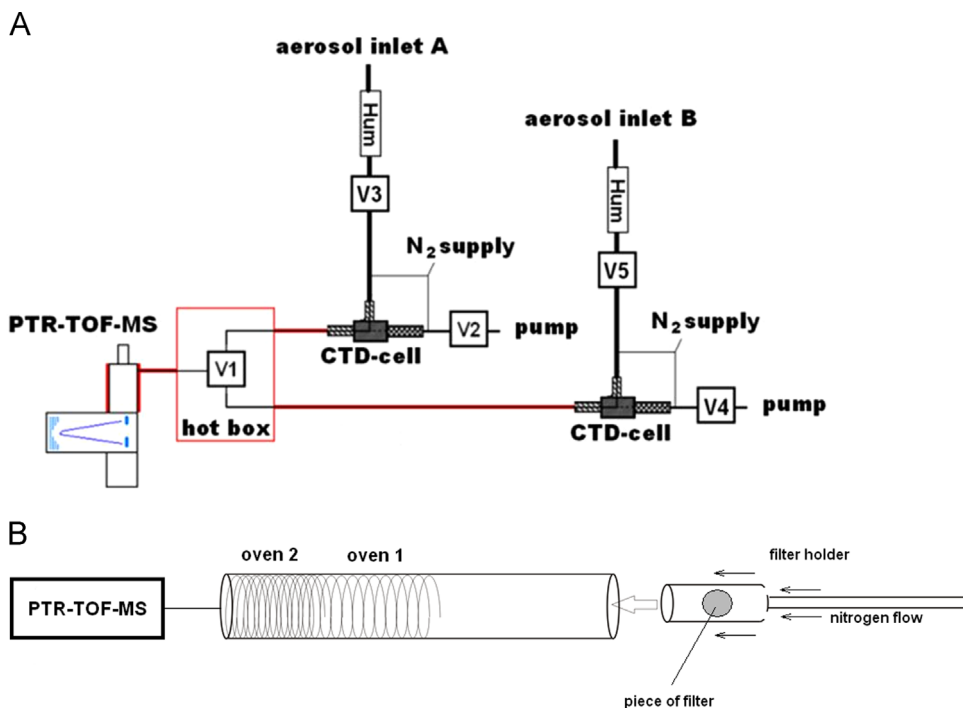 A
aerosol inlet A
Hum
V3
N2 supply
PTR-TOF-MS
V1
hot box
CTD-cell
V2
pump
aerosol inlet B
Hum
V5
N2 supply
CTD-cell
V4
pump
B
PTR-TOF-MS
oven 2
oven 1
filter holder
nitrogen flow
piece of filter